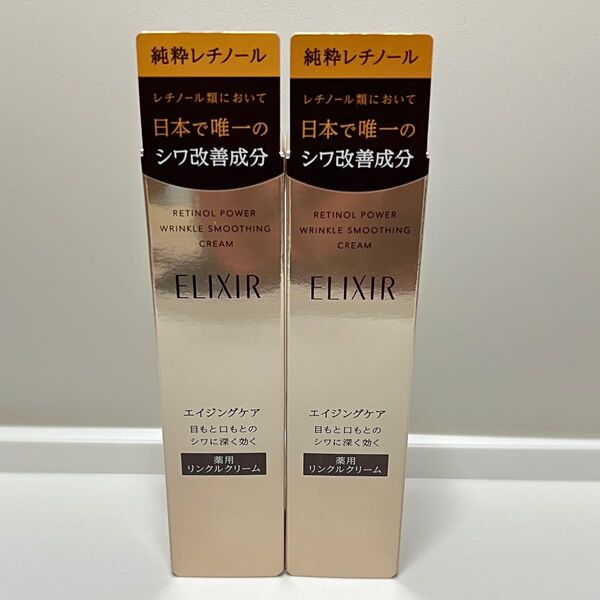 純粋レチノール
レチノール類において
日本で唯一の
シワ改善成分
RETINOL POWER
WRINKLE SMOOTHING
CREAM
ELIXIR
エイジングケア
目もと口もとの
シワに深く効く
薬用
リンクルクリーム
純粋レチノール
レチノール類において
日本で唯一の
シワ改善成分
RETINOL POWER
WRINKLE SMOOTHING
CREAM
ELIXIR
エイジングケア
目もと口もとの
シワに深く効く
薬用
リンクルクリーム